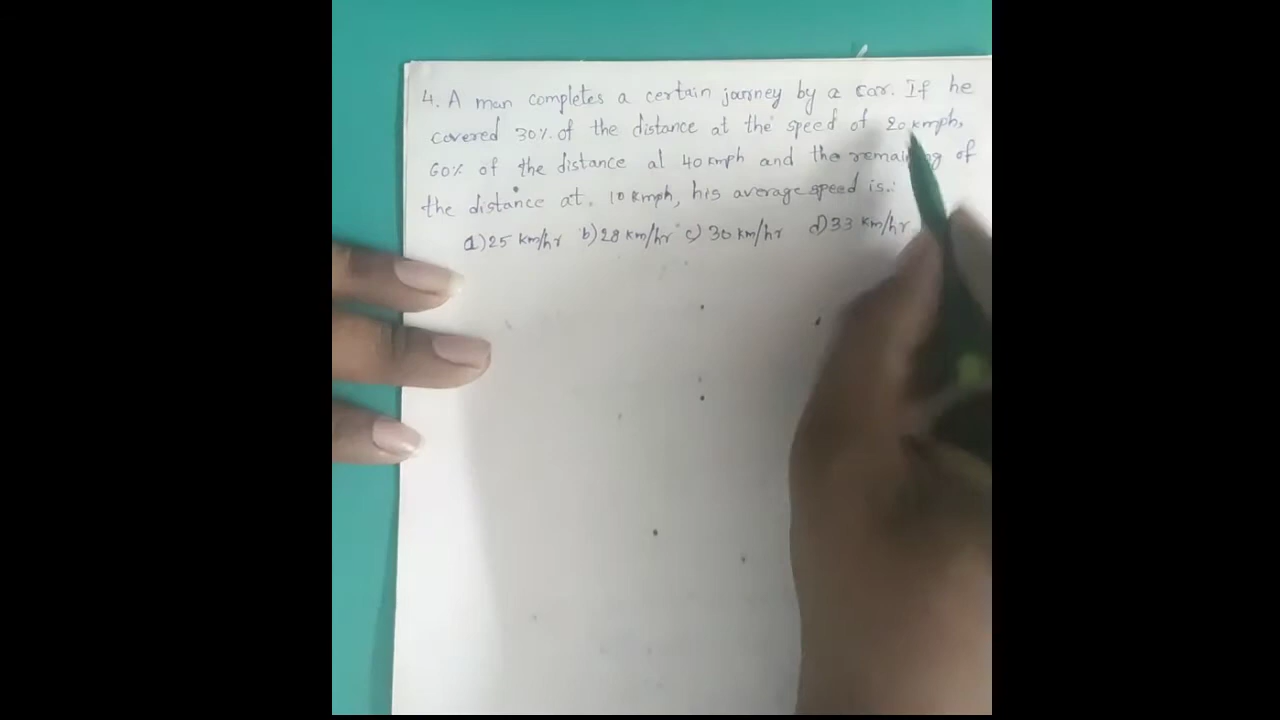 4. A man completes a certain journey by a car. If he
covered 30% of the distance at the speed of 20 kmph,
60% of the distance at 40 kmph and the remaining of
the distance at. 10 kmph, his average speed is.:
a) 25 km/hr b) 28 km/hr c) 30 km/hr d) 33 km/hr